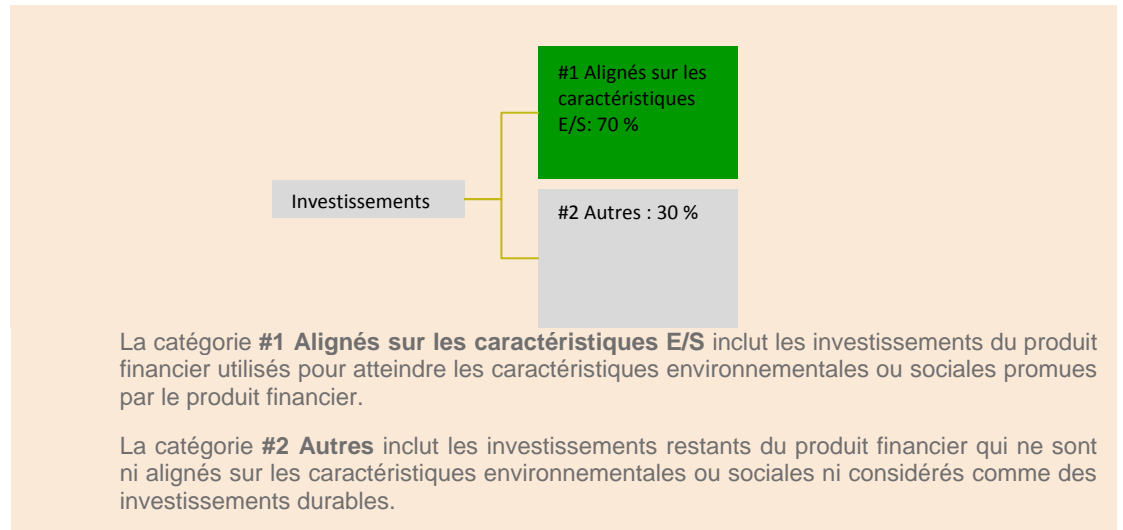 #1 Alignés sur les
caractéristiques
E/S: 70 %
Investissements
#2 Autres : 30 %
La catégorie #1 Alignés sur les caractéristiques E/S inclut les investissements du produit
financier utilisés pour atteindre les caractéristiques environnementales ou sociales promues
par le produit financier.
La catégorie #2 Autres inclut les investissements restants du produit financier qui ne sont
ni alignés sur les caractéristiques environnementales ou sociales ni considérés comme des
investissements durables.